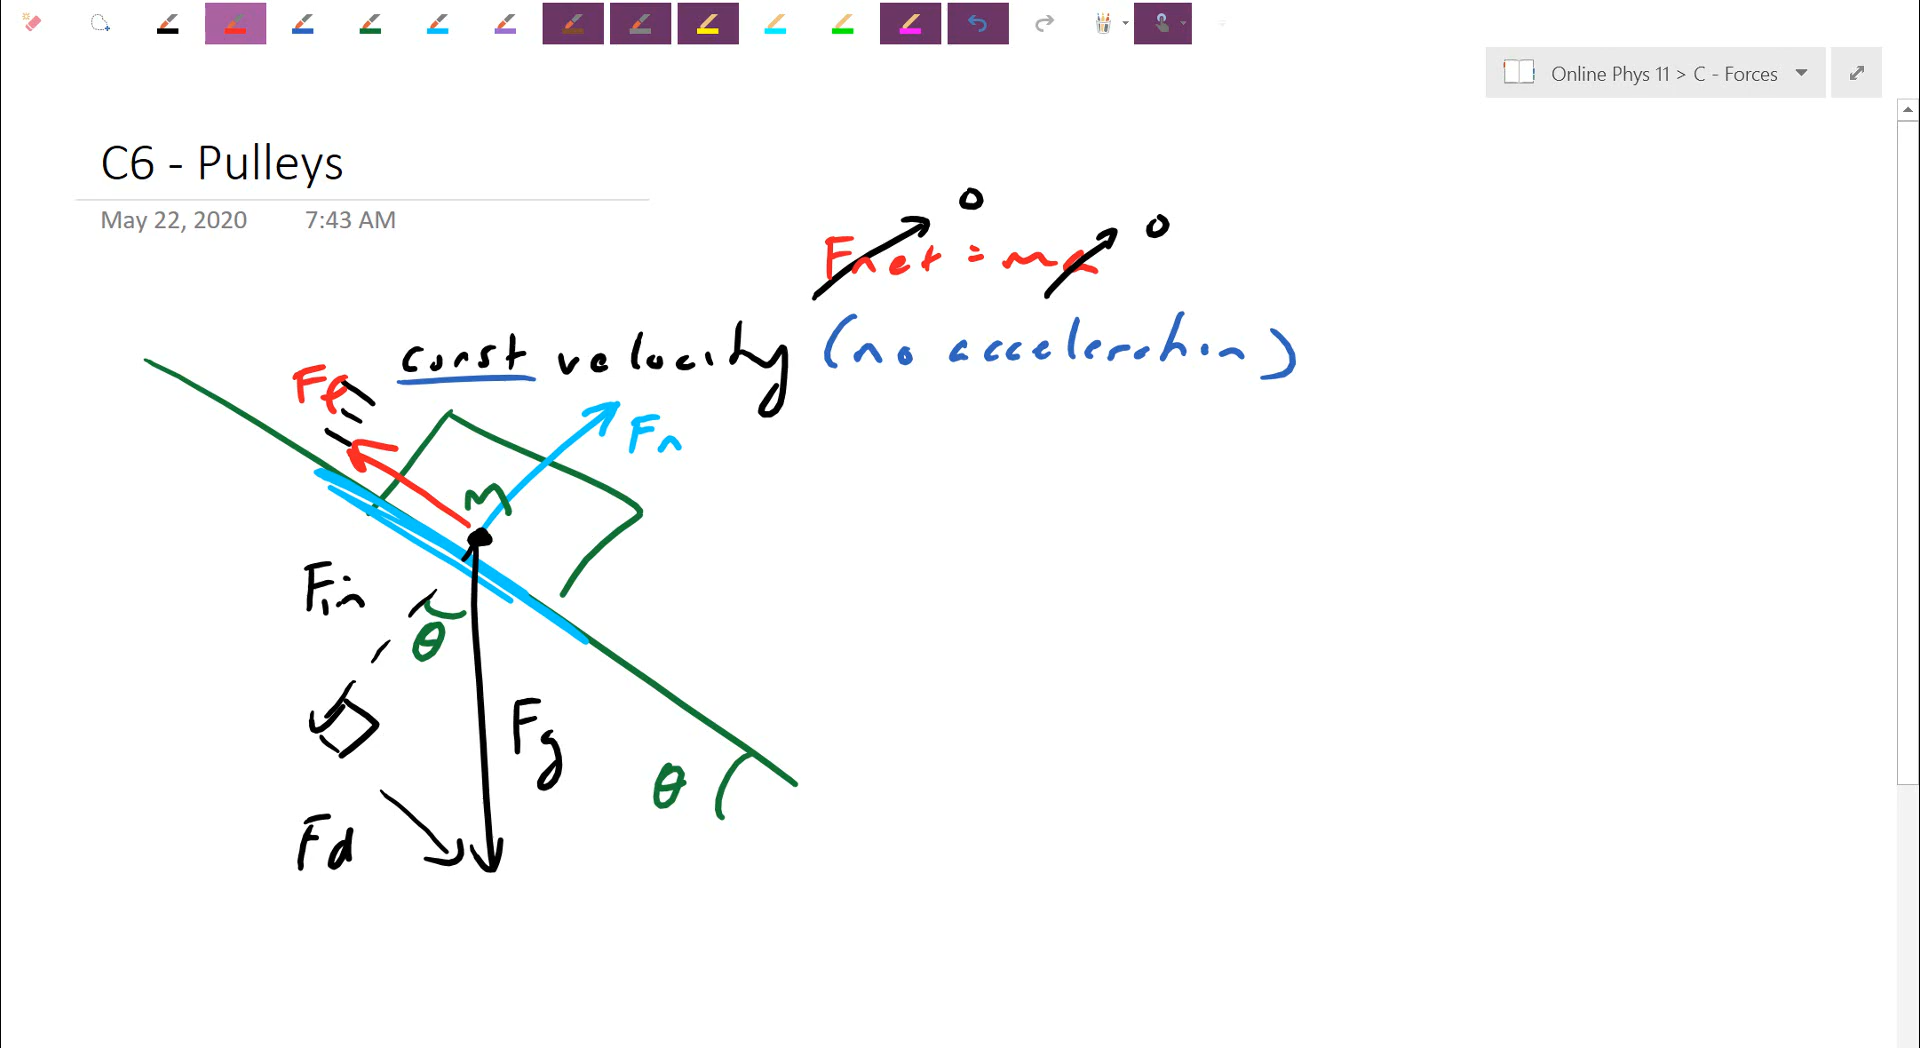 Online Phys 11 > C - Forces
C6 - Pulleys
May 22, 2020 7:43 AM
0 0
Fnet = ma
const velocity (no acceleration)
Ff
Fn
m
Fin
θ
Fg
θ
Fd